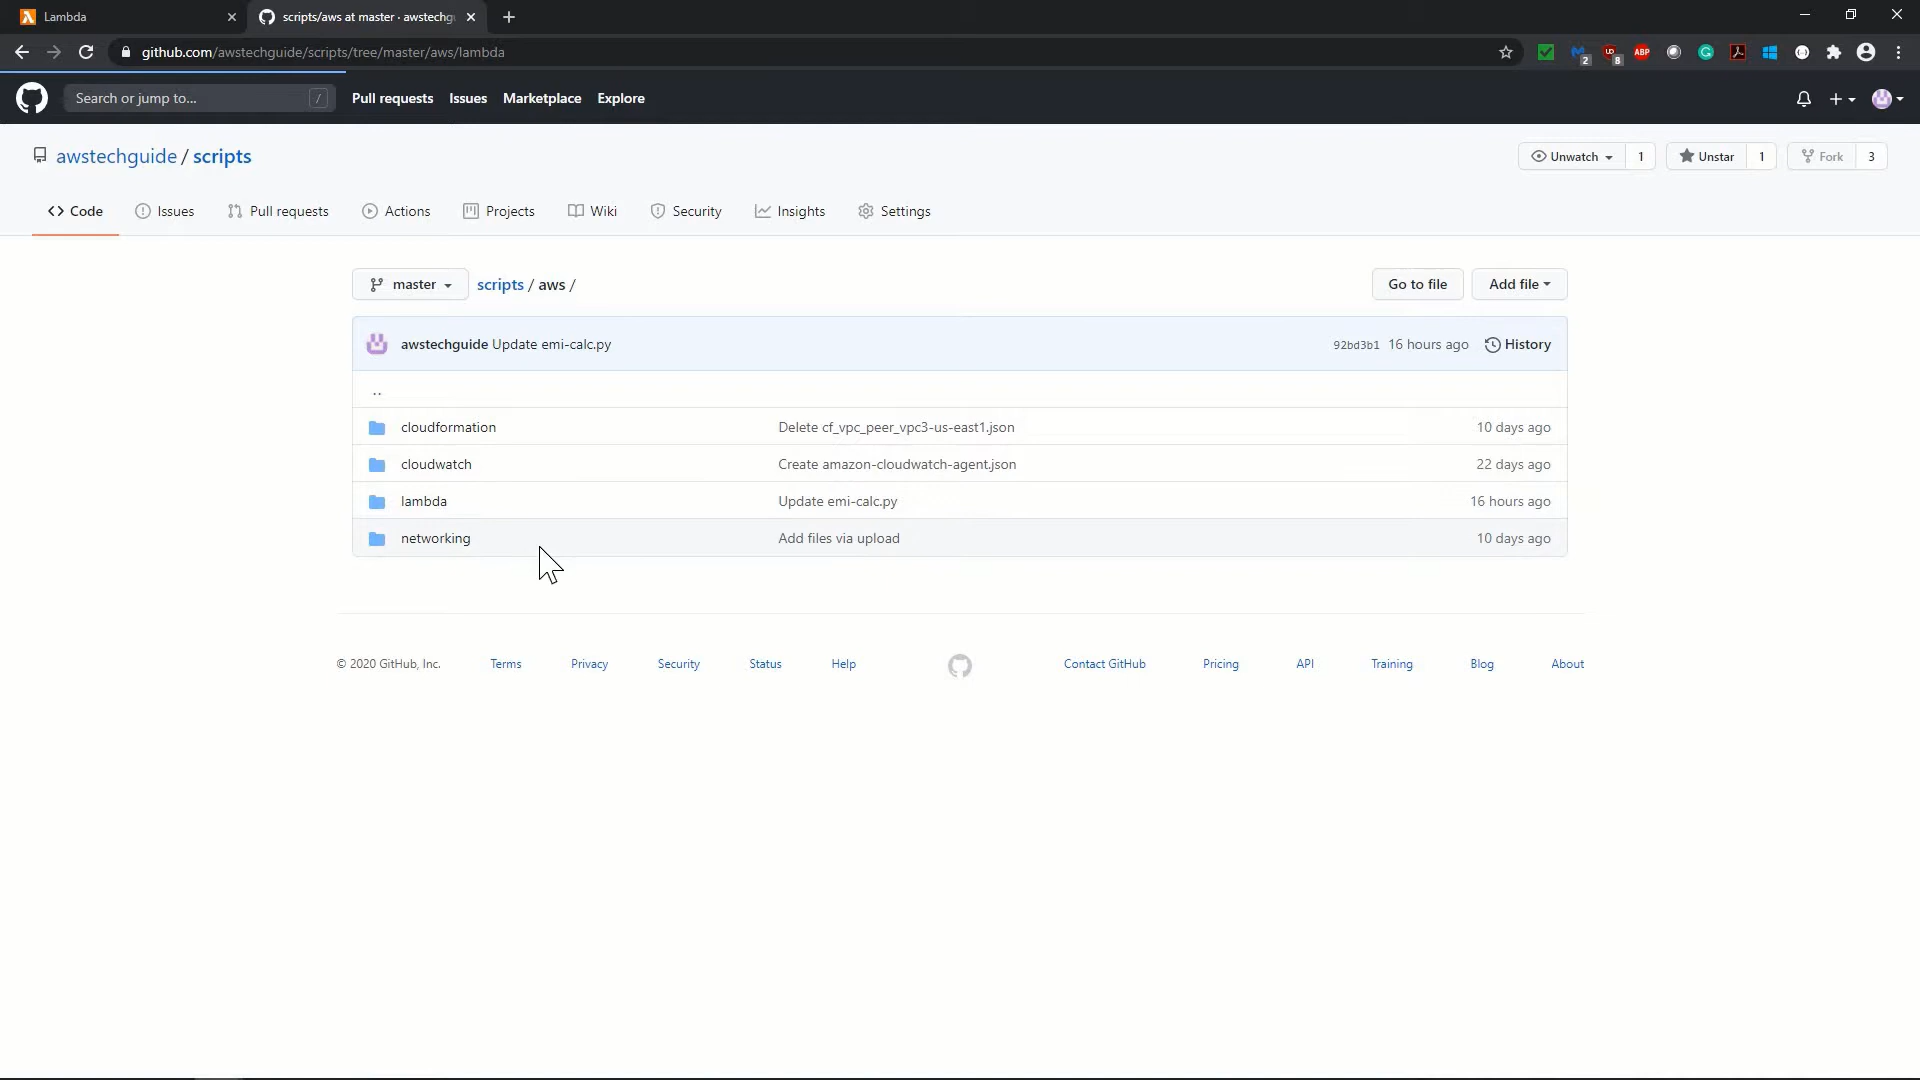 Lambda
scripts/aws at master · awstechgu
github.com/awstechguide/scripts/tree/master/aws/lambda
2
8
ABP
Search or jump to... /
Pull requests Issues Marketplace Explore
awstechguide / scripts
Unwatch 1 Unstar 1 Fork 3
Code Issues Pull requests Actions Projects Wiki Security Insights Settings
master scripts / aws / Go to file Add file
awstechguide Update emi-calc.py 92bd3b1 16 hours ago History
..
cloudformation Delete cf_vpc_peer_vpc3-us-east1.json 10 days ago
cloudwatch Create amazon-cloudwatch-agent.json 22 days ago
lambda Update emi-calc.py 16 hours ago
networking Add files via upload 10 days ago
© 2020 GitHub, Inc. Terms Privacy Security Status Help Contact GitHub Pricing API Training Blog About